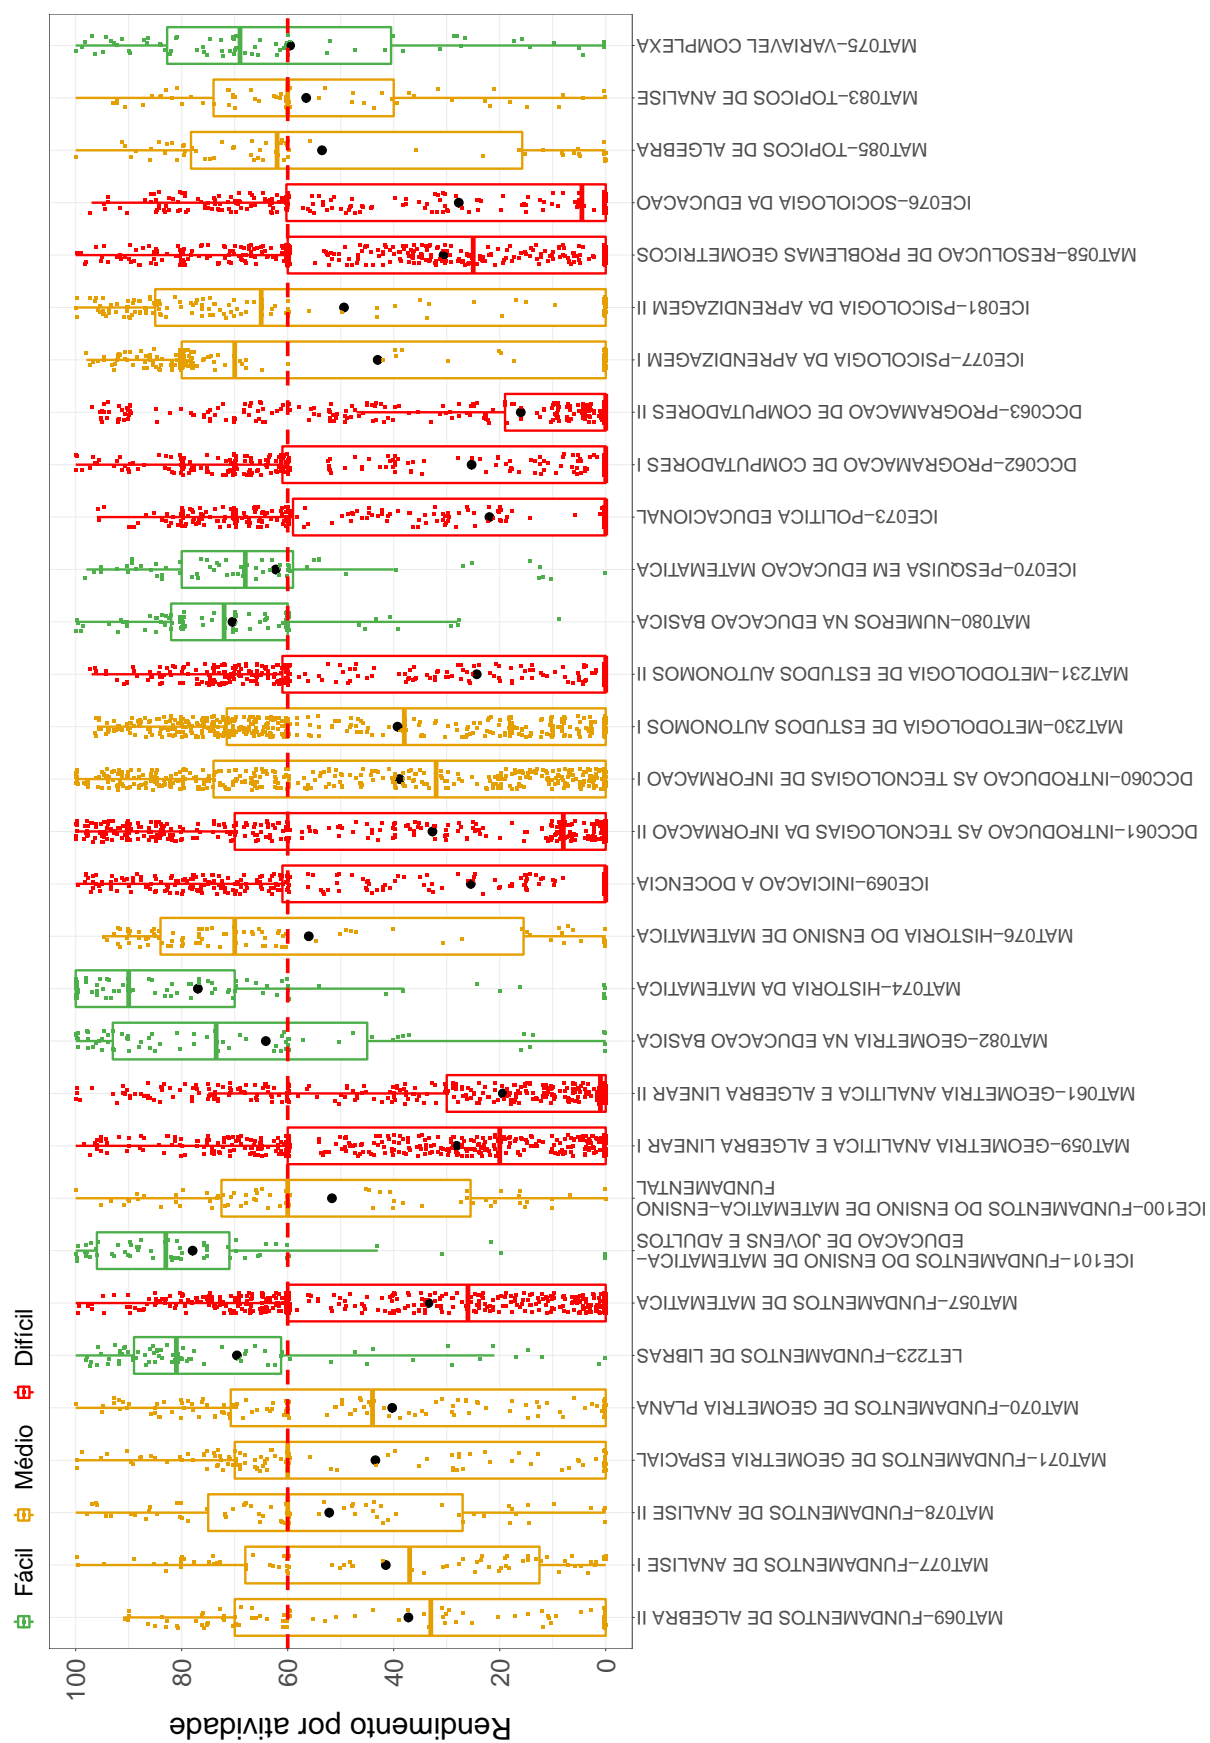 Fácil Médio Difícil
MAT075−VARIAVEL COMPLEXA
MAT083−TOPICOS DE ANALISE
MAT085−TOPICOS DE ALGEBRA
ICE076−SOCIOLOGIA DA EDUCACAO
MAT058−RESOLUCAO DE PROBLEMAS GEOMETRICOS
ICE081−PSICOLOGIA DA APRENDIZAGEM II
ICE077−PSICOLOGIA DA APRENDIZAGEM I
DCC063−PROGRAMACAO DE COMPUTADORES II
DCC062−PROGRAMACAO DE COMPUTADORES I
ICE073−POLITICA EDUCACIONAL
ICE070−PESQUISA EM EDUCACAO MATEMATICA
MAT080−NUMEROS NA EDUCACAO BASICA
MAT231−METODOLOGIA DE ESTUDOS AUTONOMOS II
MAT230−METODOLOGIA DE ESTUDOS AUTONOMOS I
DCC060−INTRODUCAO AS TECNOLOGIAS DE INFORMACAO I
DCC061−INTRODUCAO AS TECNOLOGIAS DA INFORMACAO II
ICE069−INICIACAO A DOCENCIA
MAT076−HISTORIA DO ENSINO DE MATEMATICA
MAT074−HISTORIA DA MATEMATICA
MAT082−GEOMETRIA NA EDUCACAO BASICA
MAT061−GEOMETRIA ANALITICA E ALGEBRA LINEAR II
MAT059−GEOMETRIA ANALITICA E ALGEBRA LINEAR I
ICE100−FUNDAMENTOS DO ENSINO DE MATEMATICA−ENSINO
FUNDAMENTAL
ICE101−FUNDAMENTOS DO ENSINO DE MATEMATICA−
EDUCACAO DE JOVENS E ADULTOS
MAT057−FUNDAMENTOS DE MATEMATICA
LET223−FUNDAMENTOS DE LIBRAS
MAT070−FUNDAMENTOS DE GEOMETRIA PLANA
MAT071−FUNDAMENTOS DE GEOMETRIA ESPACIAL
MAT078−FUNDAMENTOS DE ANALISE II
MAT077−FUNDAMENTOS DE ANALISE I
MAT069−FUNDAMENTOS DE ALGEBRA II
100
80
60
40
20
0
Rendimento por atividade